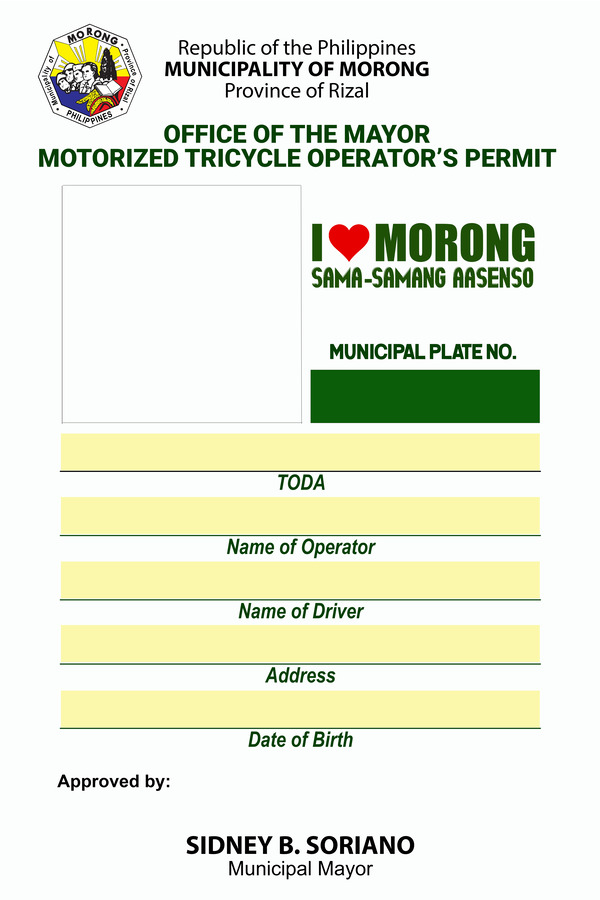 MORONG
Municipality of
Province of Rizal
PHILIPPINES
Republic of the Philippines
MUNICIPALITY OF MORONG
Province of Rizal
OFFICE OF THE MAYOR
MOTORIZED TRICYCLE OPERATOR'S PERMIT
I ❤ MORONG
SAMA-SAMANG AASENSO
MUNICIPAL PLATE NO.
TODA
Name of Operator
Name of Driver
Address
Date of Birth
Approved by:
SIDNEY B. SORIANO
Municipal Mayor